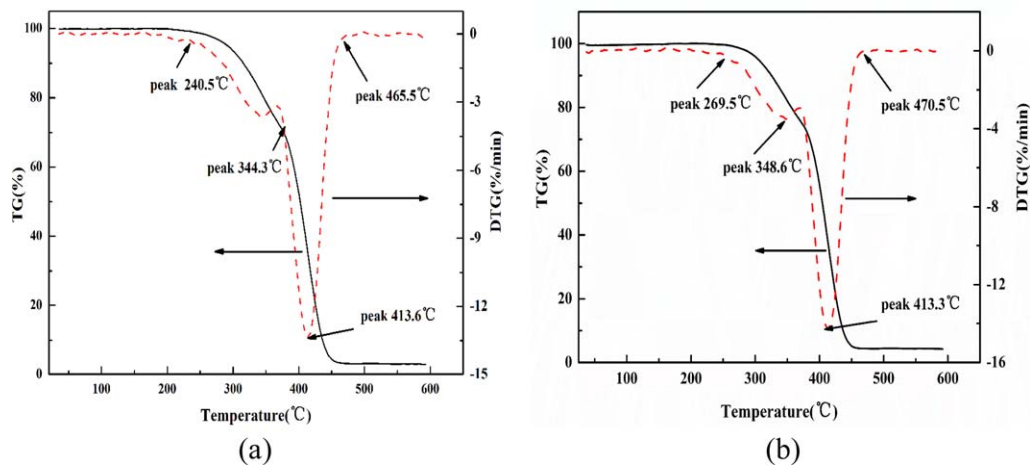 100
80
60
40
20
0
TG(%)
0
-3
-6
-9
-12
-15
DTG(%/min)
peak 240.5℃
peak 465.5℃
peak 344.3℃
peak 413.6℃
100
200
300
400
500
600
Temperature(℃)
(a)
100
80
60
40
20
0
TG(%)
0
-4
-8
-12
-16
DTG(%/min)
peak 269.5℃
peak 470.5℃
peak 348.6℃
peak 413.3℃
100
200
300
400
500
600
Temperature(℃)
(b)